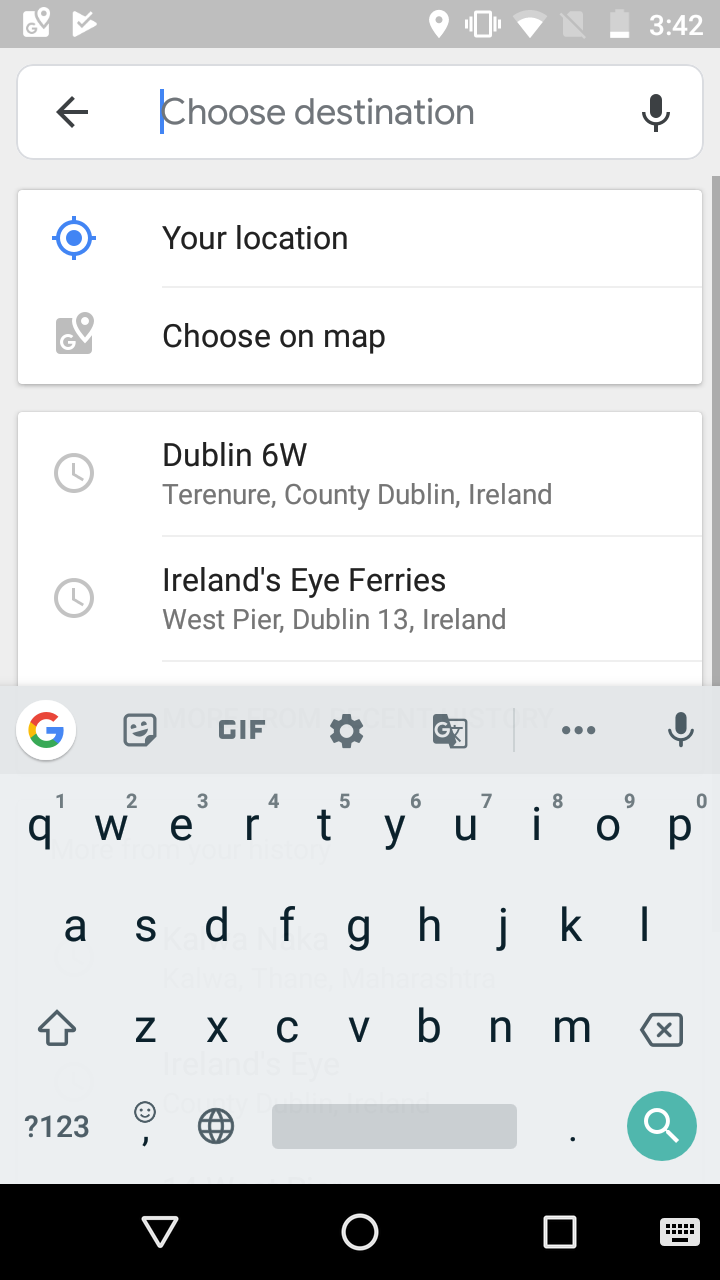 3:42
Choose destination
Your location
Choose on map
Dublin 6W
Terenure, County Dublin, Ireland
Ireland's Eye Ferries
West Pier, Dublin 13, Ireland
MORE FROM RECENT HISTORY
GIF
1 2 3 4 5 6 7 8 9 0
q w e r t y u i o p
More from your history
a s d f g h j k l
Kalwa Naka
Kalwa, Thane, Maharashtra
z x c v b n m
Ireland's Eye
County Dublin, Ireland
?123 , .